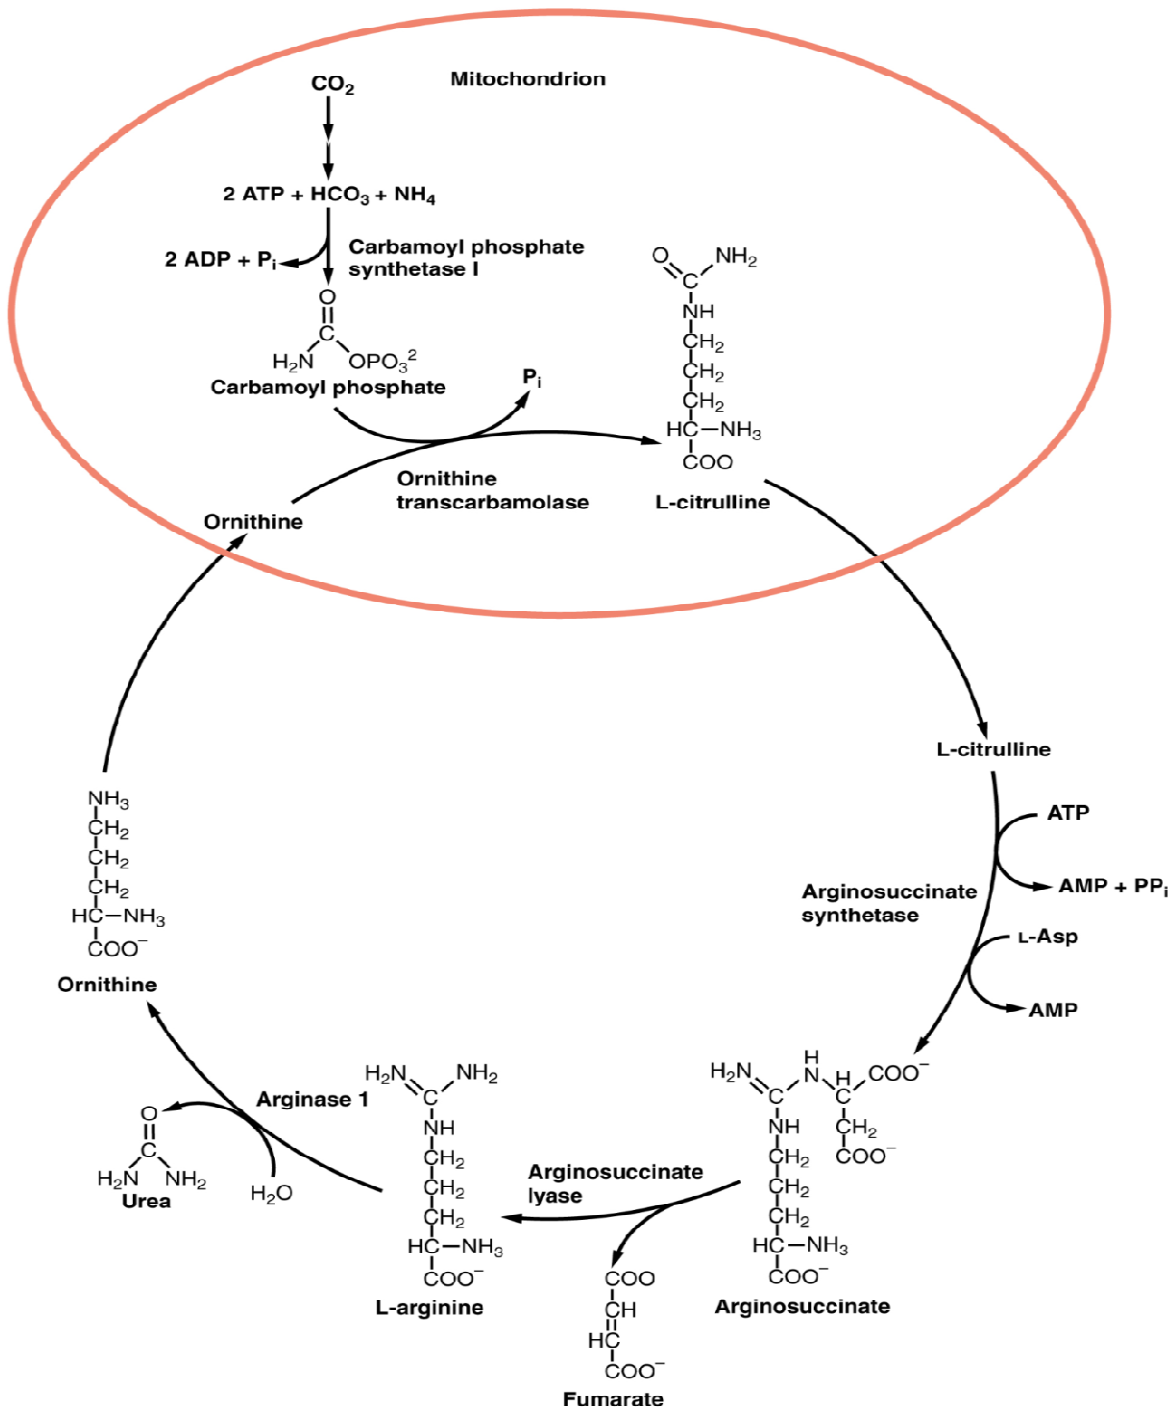 Mitochondrion
CO₂
2 ATP + HCO₃ + NH₄
Carbamoyl phosphate
synthetase I
2 ADP + Pᵢ
O
C
H₂N
OPO₃²
Carbamoyl phosphate
Pᵢ
O
NH₂
C
NH
CH₂
CH₂
CH₂
HC—NH₃
COO
L-citrulline
Ornithine
transcarbamolase
Ornithine
L-citrulline
ATP
AMP + PPᵢ
Arginosuccinate
synthetase
L-Asp
AMP
H₂N
H
N
H
COO⁻
C
C
NH
CH₂
COO⁻
CH₂
CH₂
CH₂
HC—NH₃
COO⁻
Arginosuccinate
Arginosuccinate
lyase
COO
CH
HC
COO⁻
Fumarate
H₂N
NH₂
C
NH
CH₂
CH₂
CH₂
HC—NH₃
COO⁻
L-arginine
Arginase 1
H₂O
O
C
H₂N
NH₂
Urea
NH₃
CH₂
CH₂
CH₂
HC—NH₃
COO⁻
Ornithine